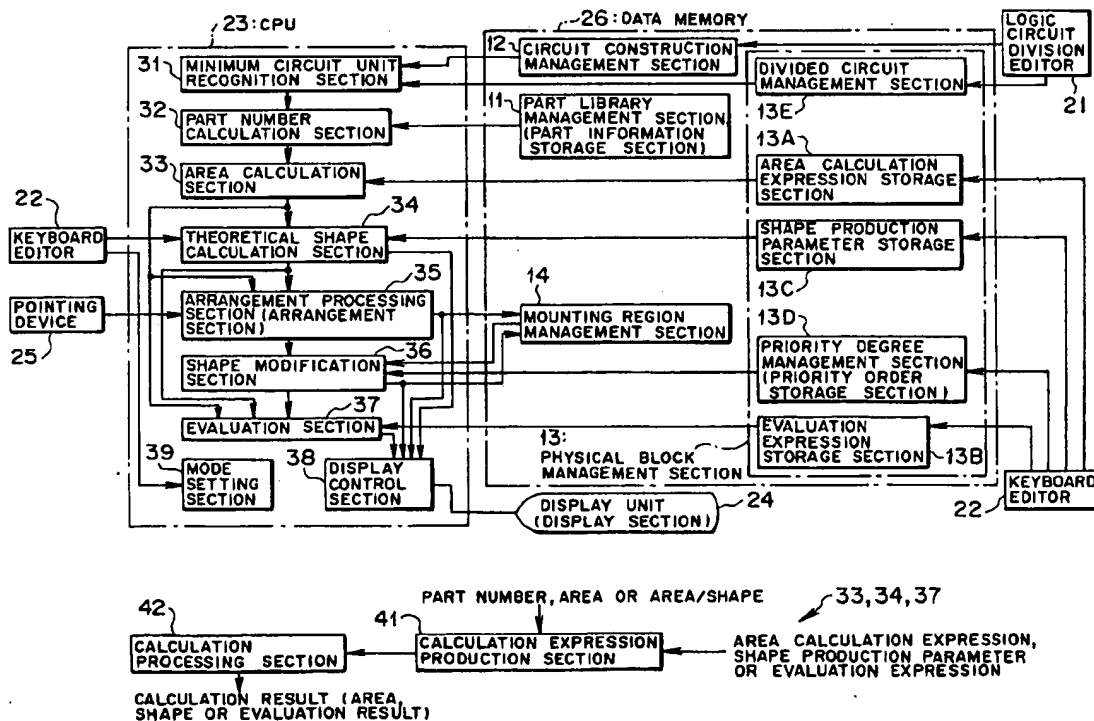 23:CPU
26:DATA MEMORY
LOGIC
CIRCUIT
DIVISION
EDITOR
21
31
MINIMUM CIRCUIT UNIT
RECOGNITION SECTION
12
CIRCUIT CONSTRUCTION
MANAGEMENT SECTION
DIVIDED CIRCUIT
MANAGEMENT SECTION
13E
32
PART NUMBER
CALCULATION SECTION
11
PART LIBRARY
MANAGEMENT SECTION
(PART INFORMATION
STORAGE SECTION)
13A
33
AREA CALCULATION
SECTION
AREA CALCULATION
EXPRESSION STORAGE
SECTION
22
KEYBOARD
EDITOR
34
THEORETICAL SHAPE
CALCULATION SECTION
SHAPE PRODUCTION
PARAMETER STORAGE
SECTION
13C
35
POINTING
DEVICE
25
ARRANGEMENT PROCESSING
SECTION (ARRANGEMENT
SECTION)
14
MOUNTING REGION
MANAGEMENT SECTION
13D
36
SHAPE MODIFICATION
SECTION
PRIORITY DEGREE
MANAGEMENT SECTION
(PRIORITY ORDER
STORAGE SECTION)
37
EVALUATION SECTION
EVALUATION
EXPRESSION
STORAGE
SECTION
13B
39
MODE
SETTING
SECTION
38
DISPLAY
CONTROL
SECTION
13:
PHYSICAL BLOCK
MANAGEMENT SECTION
KEYBOARD
EDITOR
22
DISPLAY UNIT
(DISPLAY SECTION)
24
PART NUMBER, AREA OR AREA/SHAPE
33,34,37
42
CALCULATION
PROCESSING SECTION
41
CALCULATION EXPRESSION
PRODUCTION SECTION
AREA CALCULATION EXPRESSION,
SHAPE PRODUCTION PARAMETER
OR EVALUATION EXPRESSION
CALCULATION RESULT (AREA,
SHAPE OR EVALUATION RESULT)